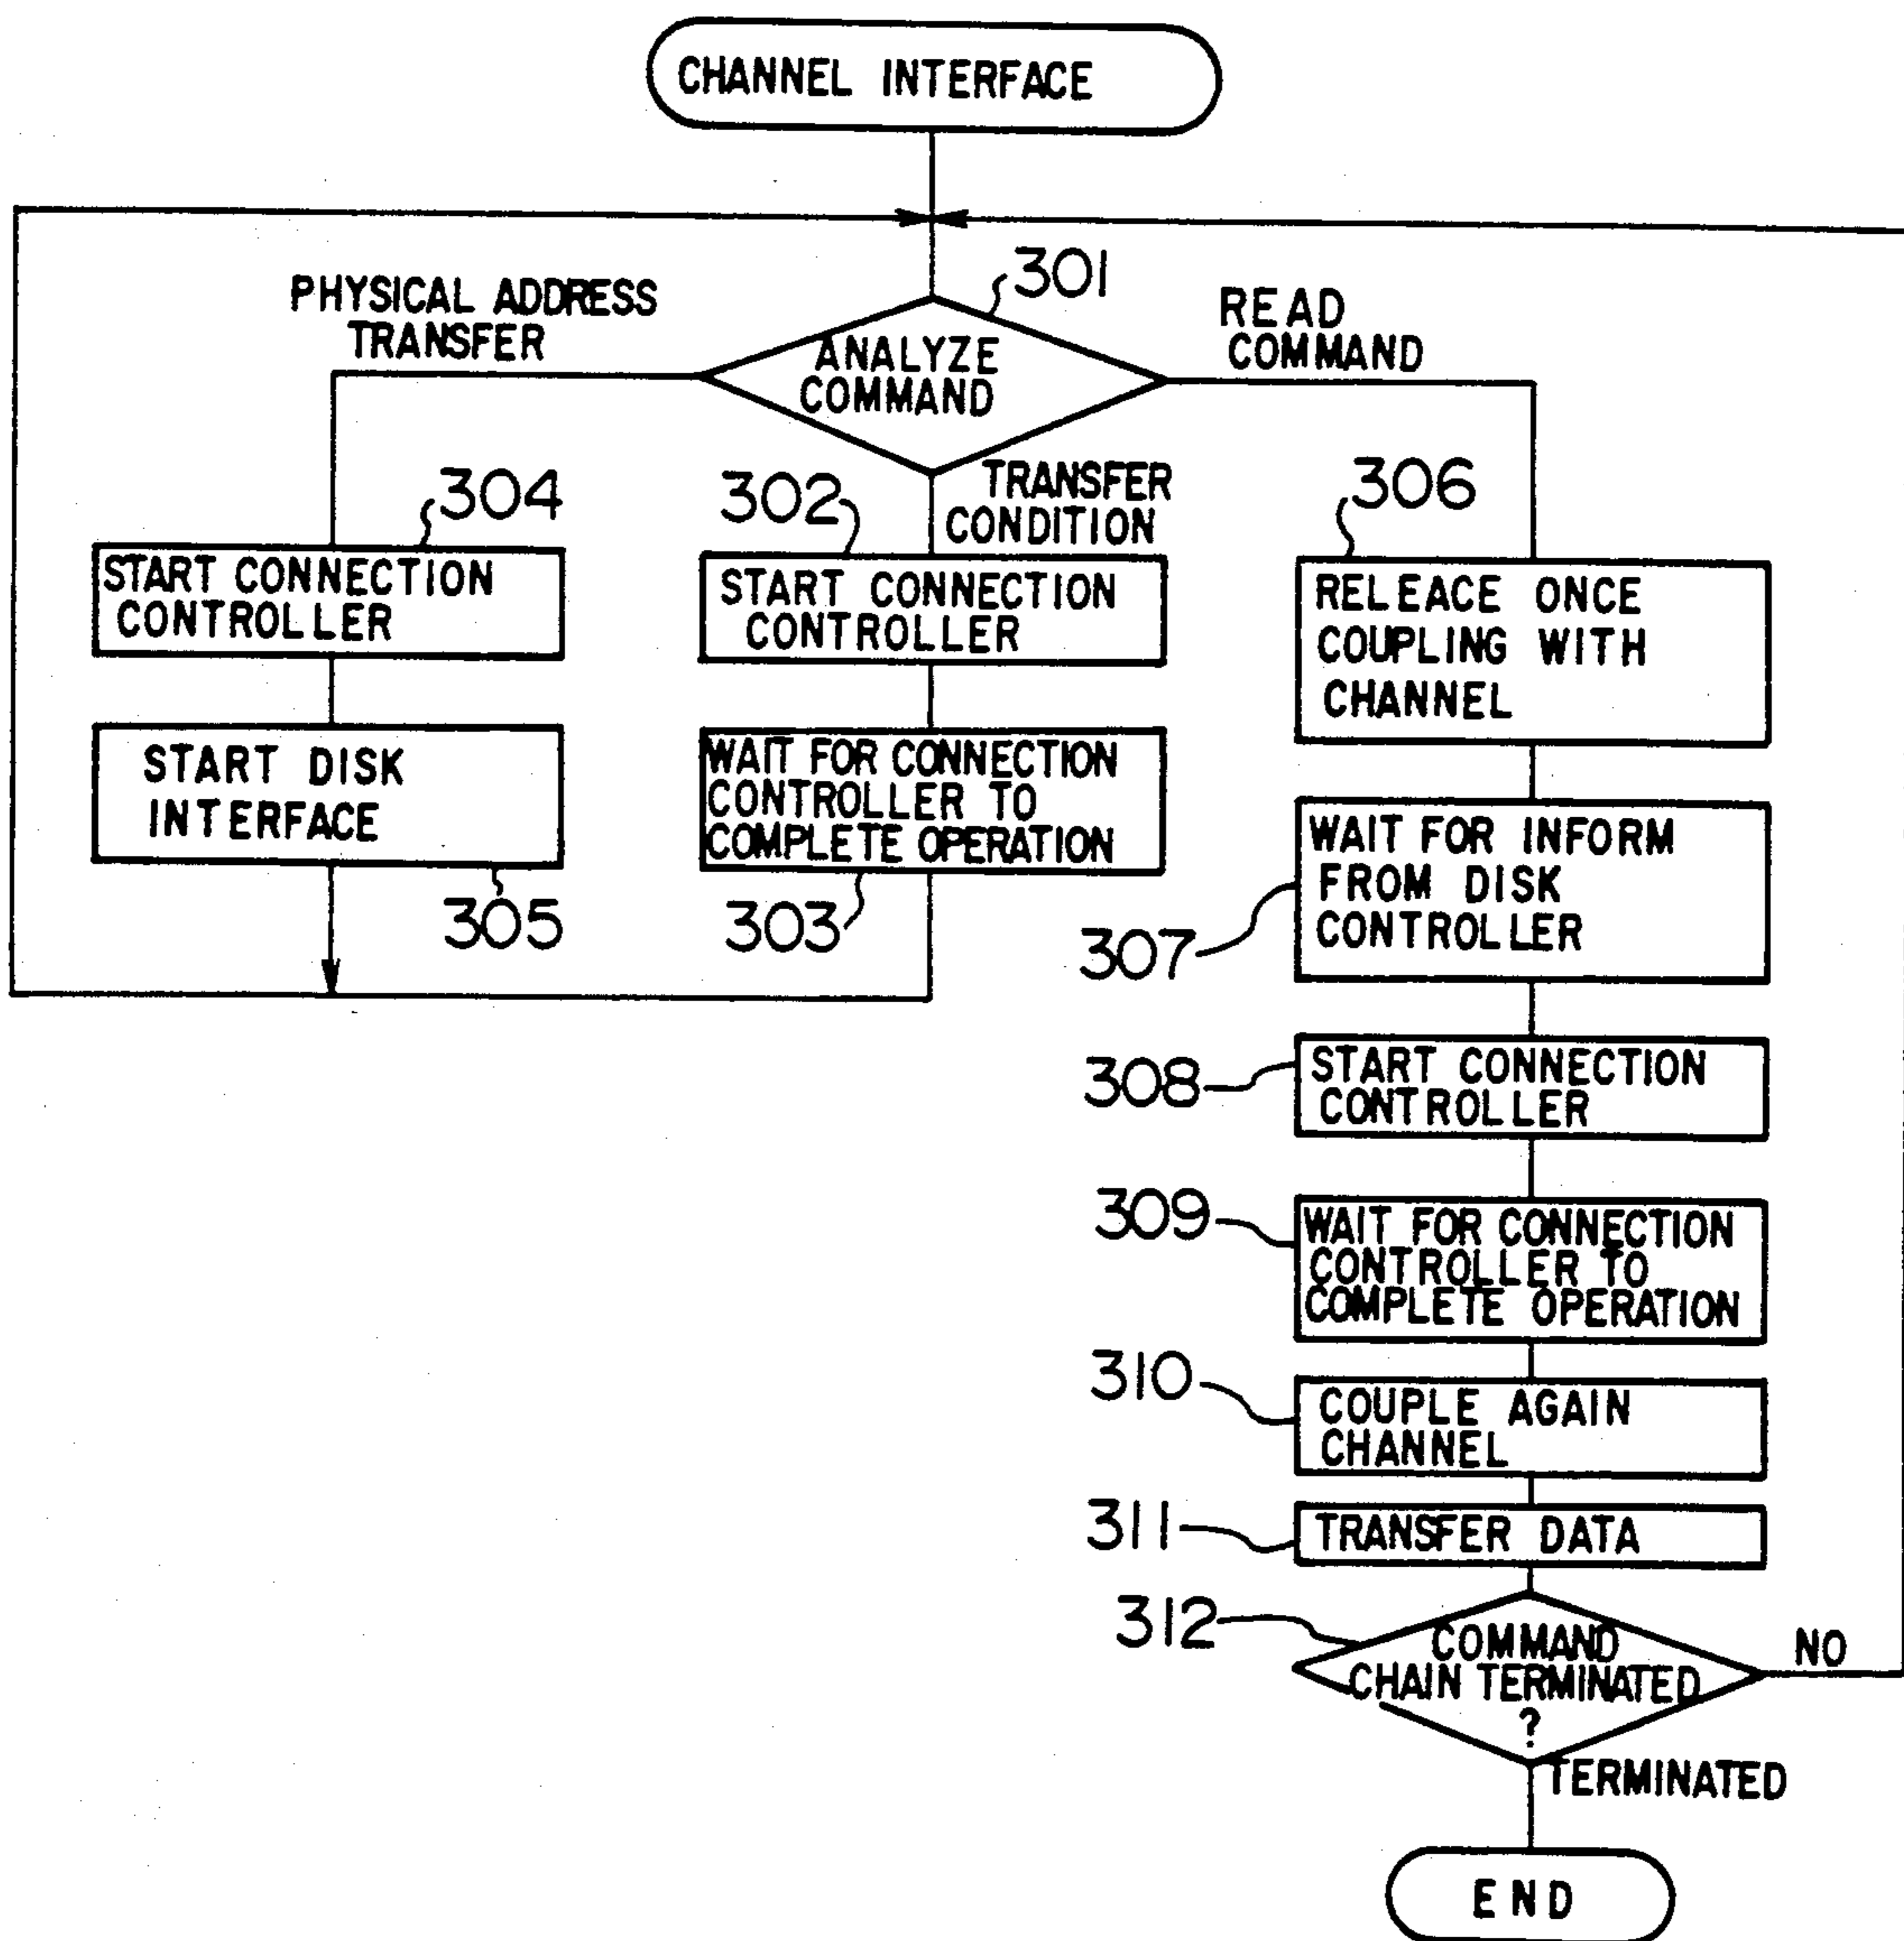 CHANNEL INTERFACE
301
PHYSICAL ADDRESS
TRANSFER
ANALYZE
COMMAND
READ
COMMAND
TRANSFER
CONDITION
304
START CONNECTION
CONTROLLER
START DISK
INTERFACE
305
302
START CONNECTION
CONTROLLER
WAIT FOR CONNECTION
CONTROLLER TO
COMPLETE OPERATION
303
306
RELEACE ONCE
COUPLING WITH
CHANNEL
307
WAIT FOR INFORM
FROM DISK
CONTROLLER
308
START CONNECTION
CONTROLLER
309
WAIT FOR CONNECTION
CONTROLLER TO
COMPLETE OPERATION
310
COUPLE AGAIN
CHANNEL
311
TRANSFER DATA
312
COMMAND
CHAIN TERMINATED
?
NO
TERMINATED
END